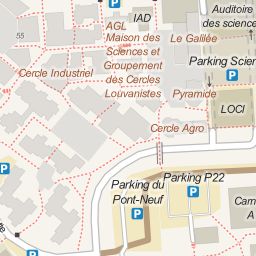 IAD
Auditoire
des science
AGL
Maison des
Sciences et
Groupement
des Cercles
Louvanistes
Le Galilée
55
Cercle Industriel
Parking Scien
P
Pyramide
LOCI
Cercle Agro
P
P
Parking du
Pont-Neuf
Parking P22
P
P
Cam
A
P
ne